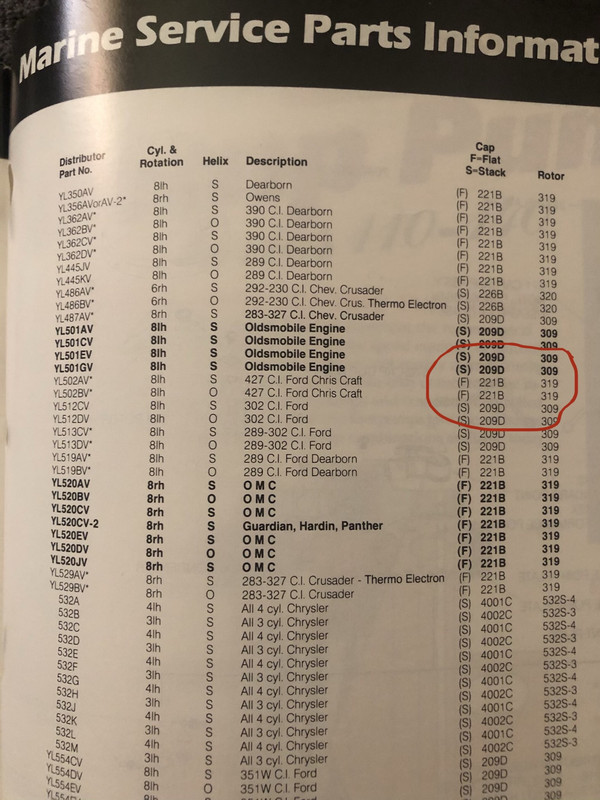 Marine Service Parts Informat
Distributor Part No. Cyl. & Rotation Helix Description Cap F=Flat S=Stack Rotor
YL350AV 8lh S Dearborn (F) 221B 319
YL356AVorAV-2* 8rh S Owens (F) 221B 319
YL362AV* 8lh S 390 C.I. Dearborn (F) 221B 319
YL362BV* 8lh O 390 C.I. Dearborn (F) 221B 319
YL362CV* 8lh S 390 C.I. Dearborn (F) 221B 319
YL362DV* 8lh O 390 C.I. Dearborn (F) 221B 319
YL445JV 8lh S 289 C.I. Dearborn (F) 221B 319
YL445KV 8lh O 289 C.I. Dearborn (F) 221B 319
YL486AV* 6rh S 292-230 C.I. Chev. Crusader (S) 226B 320
YL486BV* 6rh O 292-230 C.I. Chev. Crus. Thermo Electron (S) 226B 320
YL487AV* 8rh S 283-327 C.I. Chev. Crusader (S) 209D 309
YL501AV 8lh S Oldsmobile Engine (S) 209D 309
YL501CV 8lh S Oldsmobile Engine (S) 209D 309
YL501EV 8lh S Oldsmobile Engine (S) 209D 309
YL501GV 8lh S Oldsmobile Engine (S) 209D 309
YL502AV* 8lh S 427 C.I. Ford Chris Craft (F) 221B 319
YL502BV* 8lh O 427 C.I. Ford Chris Craft (F) 221B 319
YL512CV 8lh S 302 C.I. Ford (S) 209D 309
YL512DV 8lh O 302 C.I. Ford (S) 209D 309
YL513CV* 8lh S 289-302 C.I. Ford (S) 209D 309
YL513DV* 8lh O 289-302 C.I. Ford (S) 209D 309
YL519AV* 8lh S 289 C.I. Ford Dearborn (F) 221B 319
YL519BV* 8lh O 289 C.I. Ford Dearborn (F) 221B 319
YL520AV 8rh S O M C (F) 221B 319
YL520BV 8rh O O M C (F) 221B 319
YL520CV 8rh S O M C (F) 221B 319
YL520CV-2 8rh S Guardian, Hardin, Panther (F) 221B 319
YL520EV 8rh S O M C (F) 221B 319
YL520DV 8rh O O M C (F) 221B 319
YL520JV 8rh S O M C (F) 221B 319
YL529AV* 8rh S 283-327 C.I. Crusader - Thermo Electron (F) 221B 319
YL529BV* 8rh O 283-327 C.I. Crusader (F) 221B 319
532A 4lh S All 4 cyl. Chrysler (S) 4001C 532S-4
532B 3lh S All 3 cyl. Chrysler (S) 4002C 532S-3
532C 4lh S All 4 cyl. Chrysler (S) 4001C 532S-4
532D 3lh S All 3 cyl. Chrysler (S) 4002C 532S-3
532E 4lh S All 4 cyl. Chrysler (S) 4001C 532S-4
532F 3lh S All 3 cyl. Chrysler (S) 4002C 532S-3
532G 4lh S All 4 cyl. Chrysler (S) 4001C 532S-4
532H 3lh S All 3 cyl. Chrysler (S) 4002C 532S-3
532J 4lh S All 4 cyl. Chrysler (S) 4001C 532S-4
532K 3lh S All 3 cyl. Chrysler (S) 4002C 532S-3
532L 4lh S All 4 cyl. Chrysler (S) 4001C 532S-4
532M 3lh S All 3 cyl. Chrysler (S) 4002C 532S-3
YL554CV 8lh S 351W C.I. Ford (S) 209D 309
YL554DV 8lh O 351W C.I. Ford (S) 209D 309
YL554EV 8lh (S) 209D 309